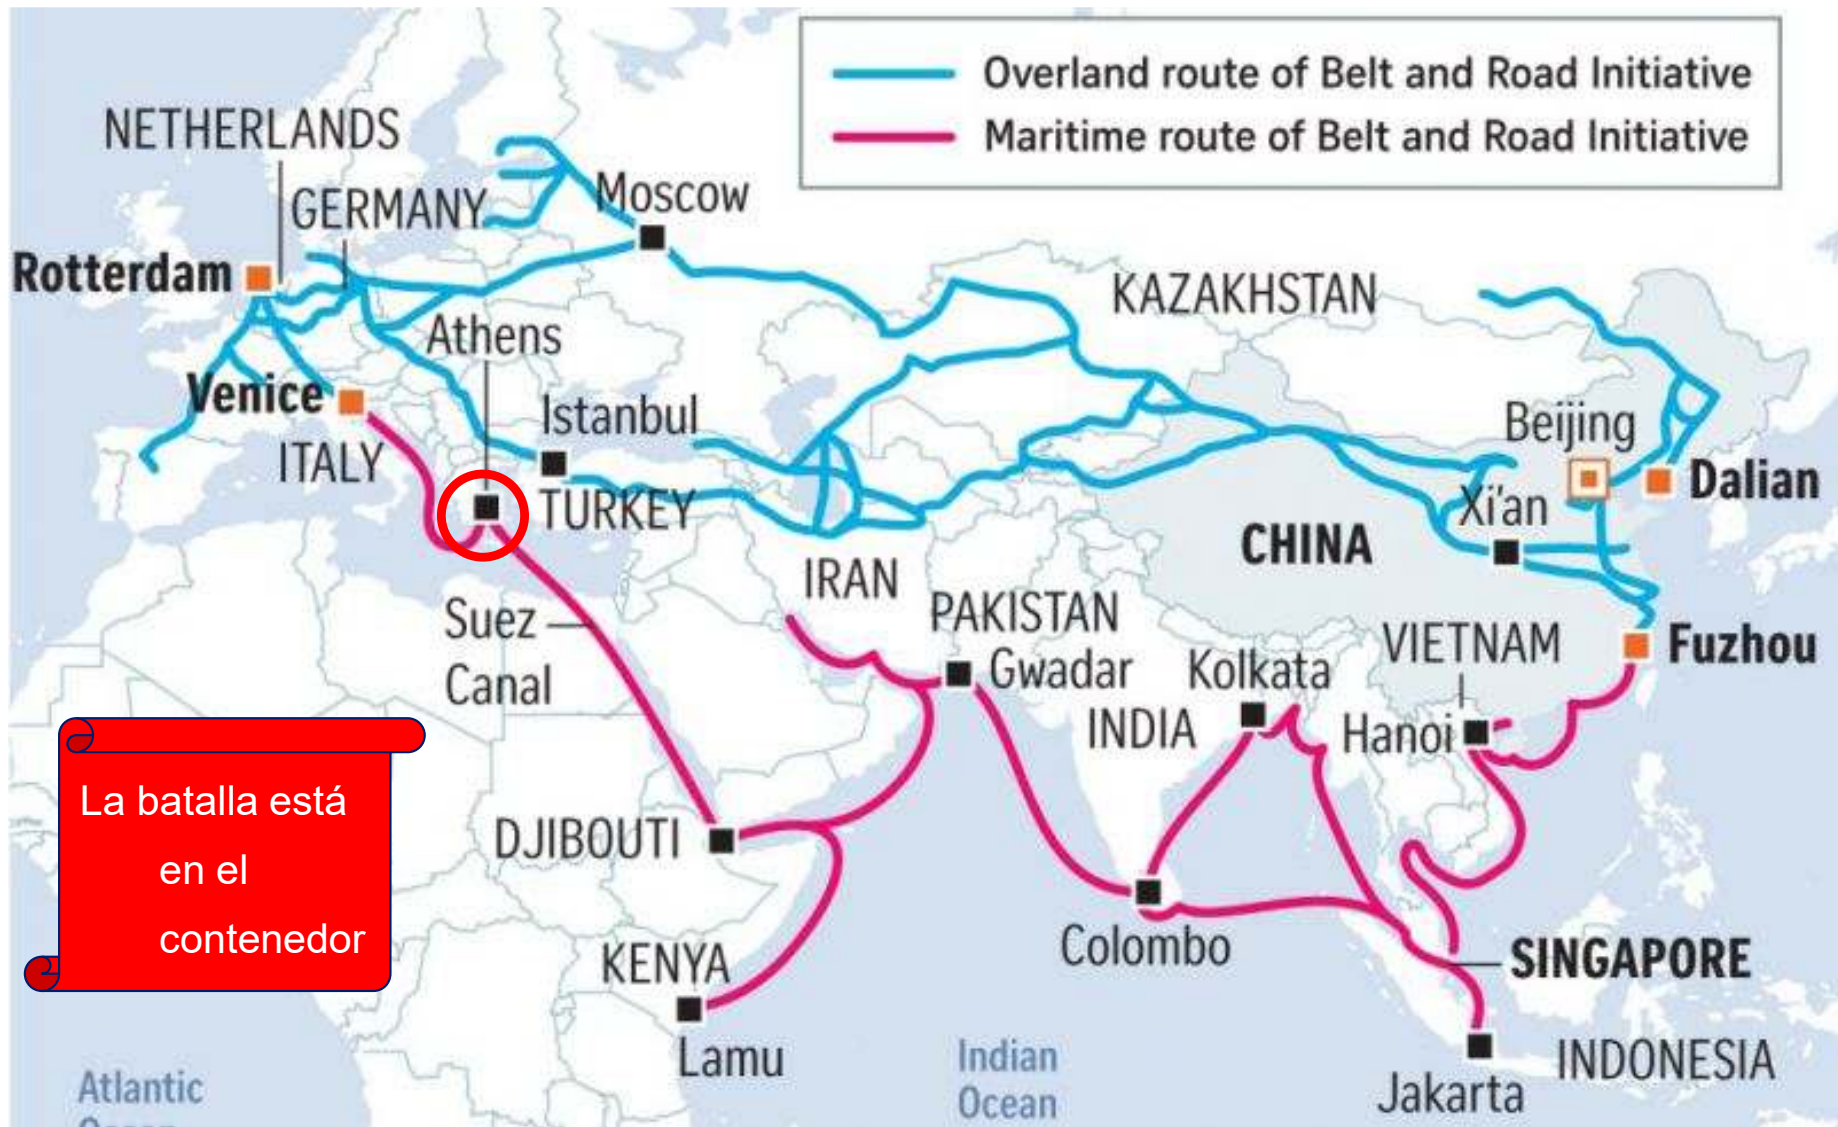 Overland route of Belt and Road Initiative
Maritime route of Belt and Road Initiative
NETHERLANDS
GERMANY
Moscow
Rotterdam
KAZAKHSTAN
Athens
Venice
Istanbul
Beijing
ITALY
Dalian
TURKEY
Xi'an
CHINA
IRAN
Suez
Canal
PAKISTAN
Gwadar
Kolkata
VIETNAM
Fuzhou
INDIA
Hanoi
La batalla está
en el
contenedor
DJIBOUTI
Colombo
KENYA
SINGAPORE
Lamu
Indian
Ocean
INDONESIA
Jakarta
Atlantic
Ocean